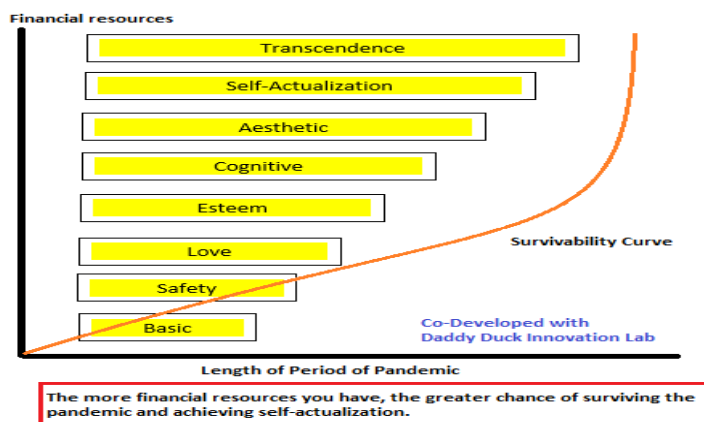 Financial resources
Transcendence
Self-Actualization
Aesthetic
Cognitive
Esteem
Love
Survivability Curve
Safety
Basic
Co-Developed with
Daddy Duck Innovation Lab
Length of Period of Pandemic
The more financial resources you have, the greater chance of surviving the
pandemic and achieving self-actualization.